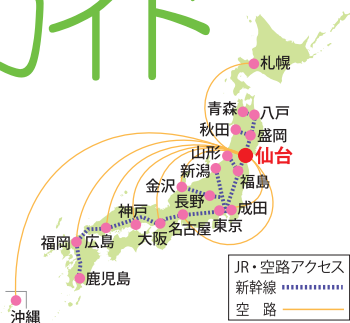 ガイド
札幌
青森
八戸
秋田
盛岡
山形
仙台
新潟
福島
金沢
長野
成田
神戸
東京
名古屋
福岡
広島
大阪
鹿児島
沖縄
JR・空路アクセス
新幹線
空 路